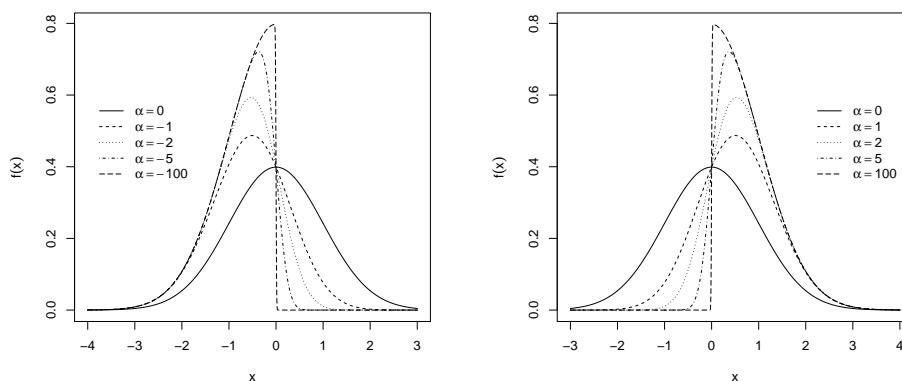 0.8
0.6
0.4
0.2
0.0
f(x)
α = 0
α = −1
α = −2
α = −5
α = −100
−4 −3 −2 −1 0 1 2 3
x
0.8
0.6
0.4
0.2
0.0
f(x)
α = 0
α = 1
α = 2
α = 5
α = 100
−3 −2 −1 0 1 2 3 4
x